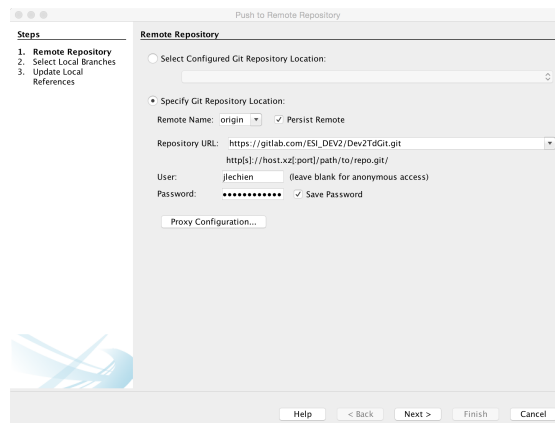 Push to Remote Repository
Steps
1. Remote Repository
2. Select Local Branches
3. Update Local
References
Remote Repository
Select Configured Git Repository Location:
Specify Git Repository Location:
Remote Name: origin Persist Remote
Repository URL: https://gitlab.com/ESI_DEV2/Dev2TdGit.git
http[s]://host.xz[:port]/path/to/repo.git/
User: jlechien (leave blank for anonymous access)
Password: •••••••••••• Save Password
Proxy Configuration...
Help < Back Next > Finish Cancel